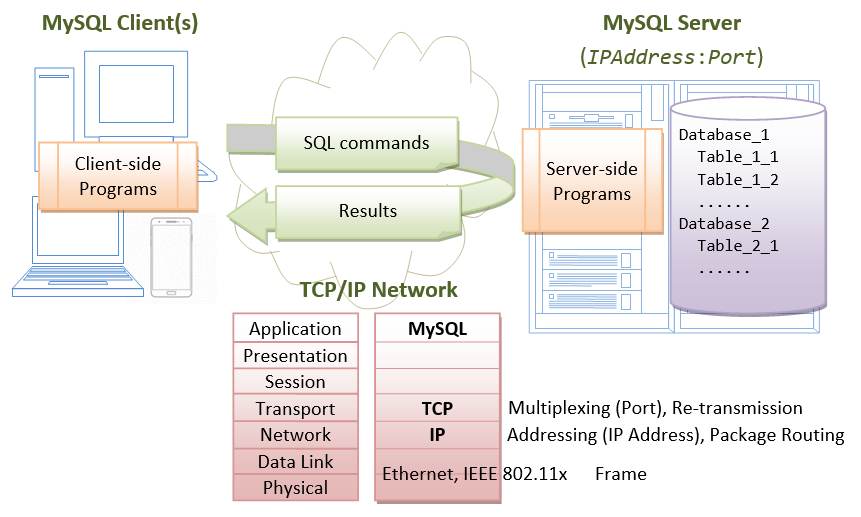 MySQL Client(s)
MySQL Server
(IPAddress:Port)
Client-side
Programs
SQL commands
Results
Server-side
Programs
Database_1
Table_1_1
Table_1_2
......
Database_2
Table_2_1
......
TCP/IP Network
Application MySQL
Presentation
Session
Transport TCP Multiplexing (Port), Re-transmission
Network IP Addressing (IP Address), Package Routing
Data Link
Ethernet, IEEE 802.11x Frame
Physical